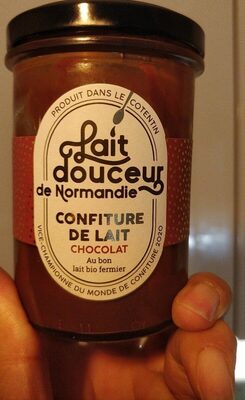 PRODUIT DANS LE COTENTIN
Lait
douceur
de Normandie
CONFITURE
DE LAIT
CHOCOLAT
Au bon
lait bio fermier
VICE-CHAMPIONNE DU MONDE DE CONFITURE 2020